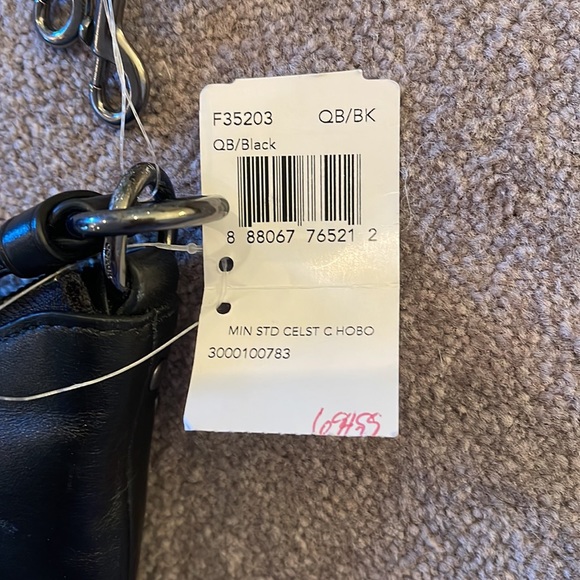 F35203 QB/BK
QB/Black
8 88067 76521 2
MIN STD CELST C HOBO
3000100783